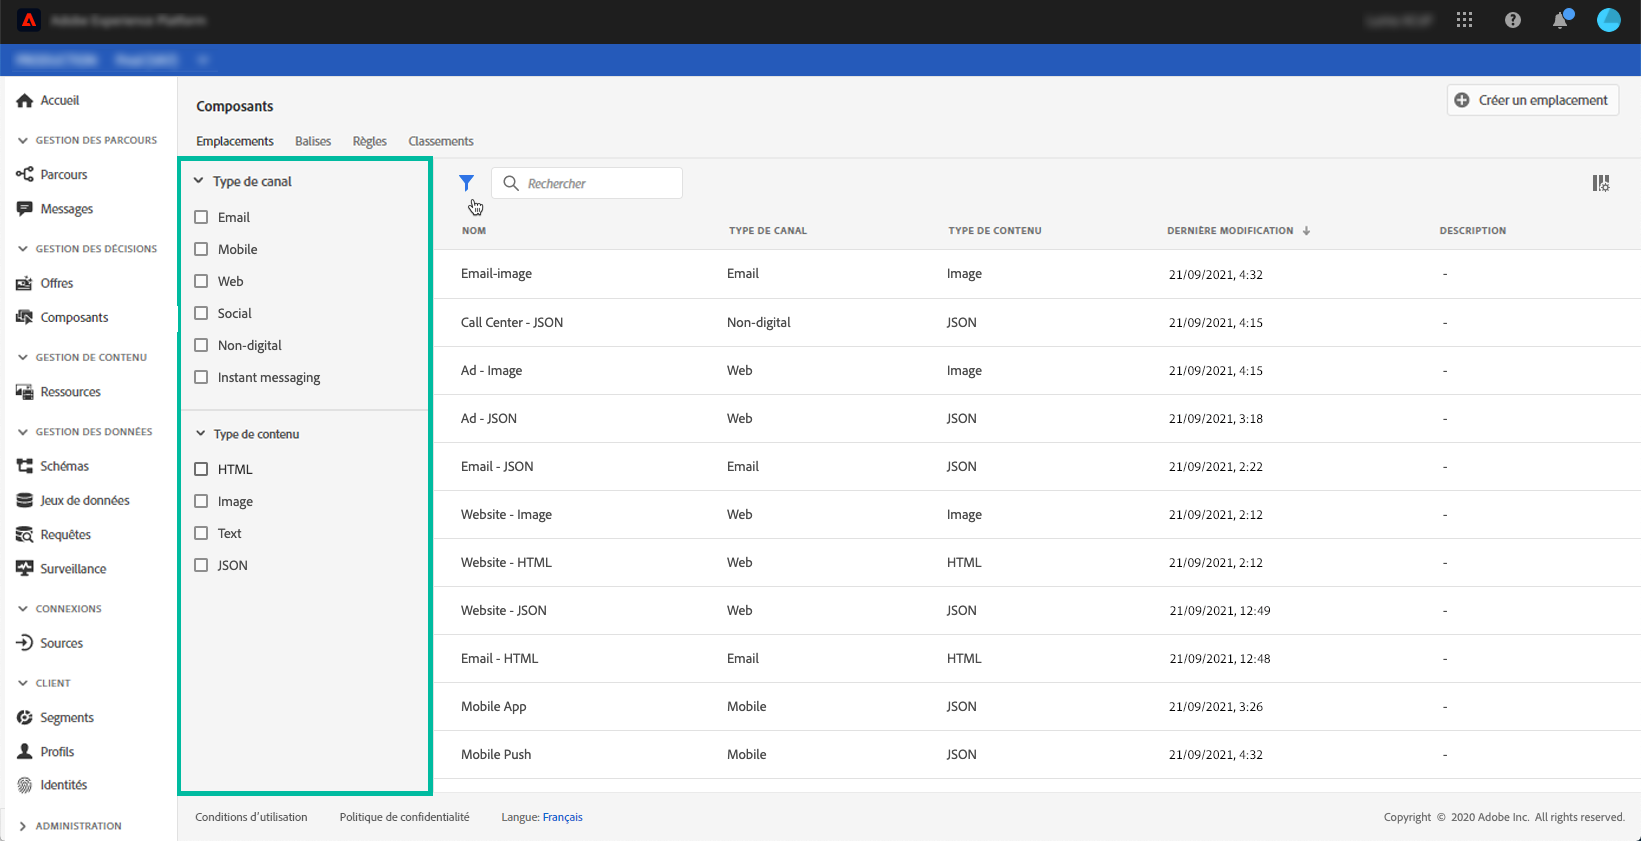 Adobe Experience Platform
Accueil
GESTION DES PARCOURS
Parcours
Messages
GESTION DES DÉCISIONS
Offres
Composants
GESTION DE CONTENU
Ressources
GESTION DES DONNÉES
Schémas
Jeux de données
Requêtes
Surveillance
CONNEXIONS
Sources
CLIENT
Segments
Profils
Identités
ADMINISTRATION
Composants
Créer un emplacement
Emplacements Balises Règles Classements
Type de canal
Email
Mobile
Web
Social
Non-digital
Instant messaging
Type de contenu
HTML
Image
Text
JSON
Rechercher
NOM TYPE DE CANAL TYPE DE CONTENU DERNIÈRE MODIFICATION DESCRIPTION
Email-image Email Image 21/09/2021, 4:32 -
Call Center - JSON Non-digital JSON 21/09/2021, 4:15 -
Ad - Image Web Image 21/09/2021, 4:15 -
Ad - JSON Web JSON 21/09/2021, 3:18 -
Email - JSON Email JSON 21/09/2021, 2:22 -
Website - Image Web Image 21/09/2021, 2:12 -
Website - HTML Web HTML 21/09/2021, 2:12 -
Website - JSON Web JSON 21/09/2021, 12:49 -
Email - HTML Email HTML 21/09/2021, 12:48 -
Mobile App Mobile JSON 21/09/2021, 3:26 -
Mobile Push Mobile JSON 21/09/2021, 4:32 -
Conditions d'utilisation Politique de confidentialité Langue: Français Copyright © 2020 Adobe Inc. All rights reserved.